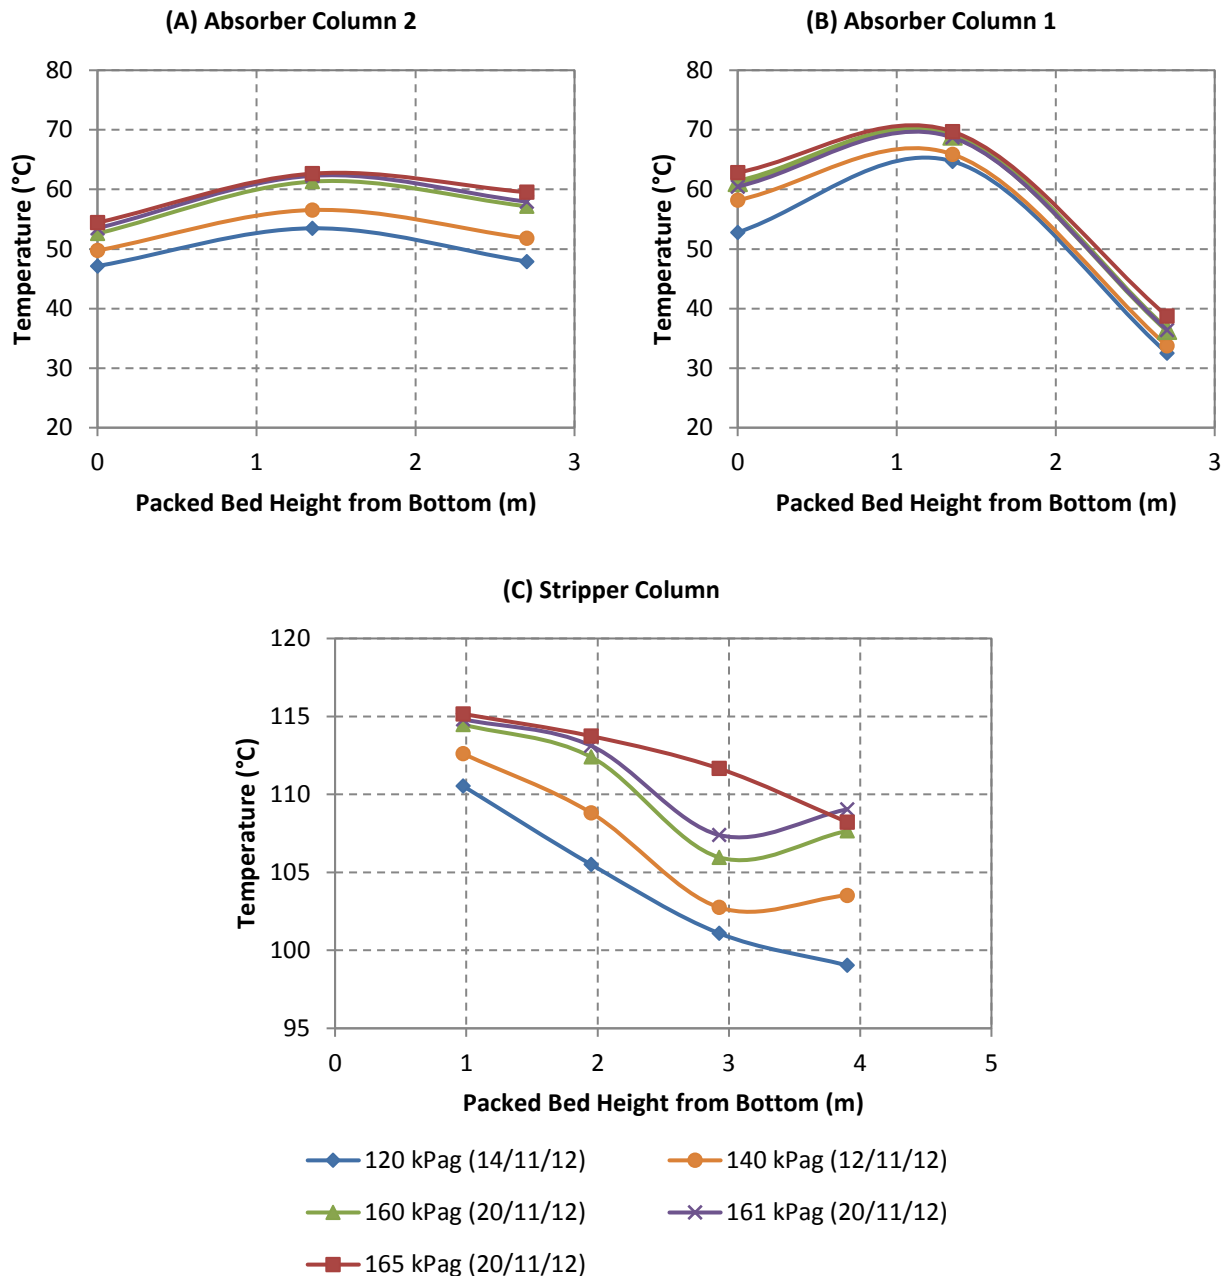 (A) Absorber Column 2
80
70
60
50
40
30
20
0 1 2 3
Temperature (°C)
Packed Bed Height from Bottom (m)
(B) Absorber Column 1
80
70
60
50
40
30
20
0 1 2 3
Temperature (°C)
Packed Bed Height from Bottom (m)
(C) Stripper Column
120
115
110
105
100
95
0 1 2 3 4 5
Temperature (°C)
Packed Bed Height from Bottom (m)
120 kPag (14/11/12)
140 kPag (12/11/12)
160 kPag (20/11/12)
161 kPag (20/11/12)
165 kPag (20/11/12)